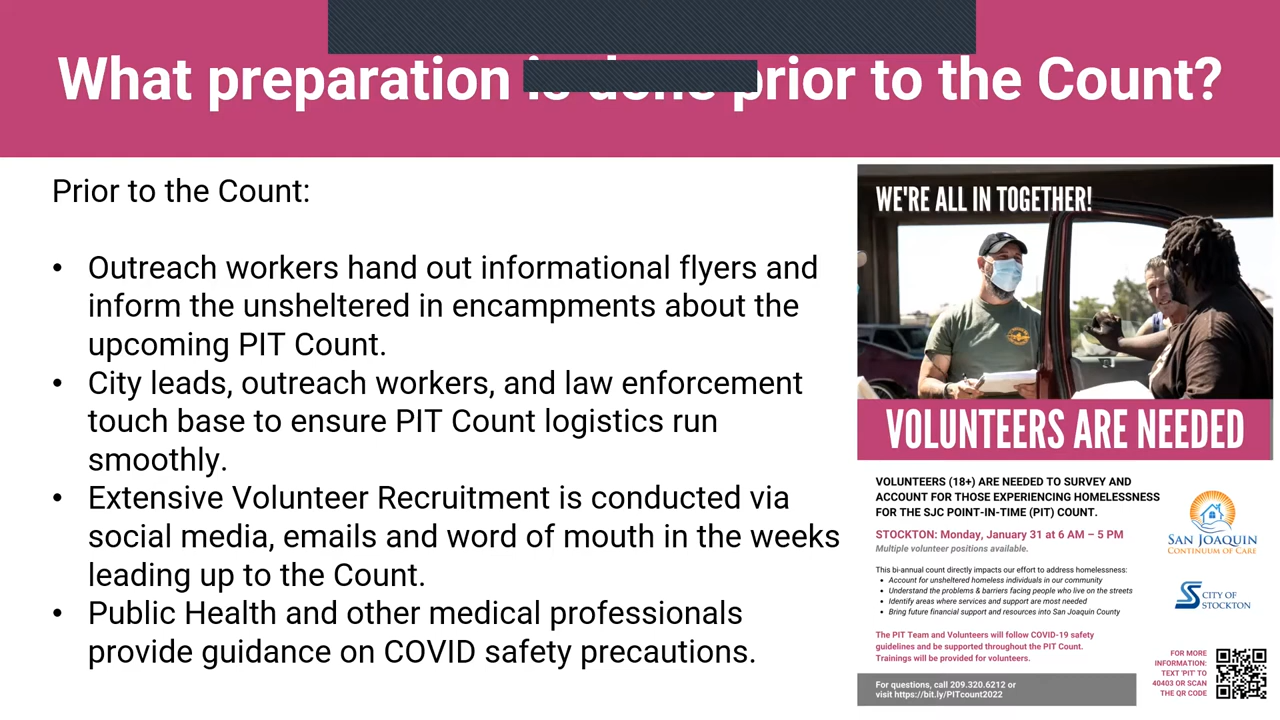 What preparation is done prior to the Count?
Prior to the Count:
• Outreach workers hand out informational flyers and
inform the unsheltered in encampments about the
upcoming PIT Count.
• City leads, outreach workers, and law enforcement
touch base to ensure PIT Count logistics run
smoothly.
• Extensive Volunteer Recruitment is conducted via
social media, emails and word of mouth in the weeks
leading up to the Count.
• Public Health and other medical professionals
provide guidance on COVID safety precautions.
WE'RE ALL IN TOGETHER!
VOLUNTEERS ARE NEEDED
VOLUNTEERS (18+) ARE NEEDED TO SURVEY AND
ACCOUNT FOR THOSE EXPERIENCING HOMELESSNESS
FOR THE SJC POINT-IN-TIME (PIT) COUNT.
STOCKTON: Monday, January 31 at 6 AM – 5 PM
Multiple volunteer positions available.
This bi-annual count directly impacts our effort to address homelessness:
• Account for unsheltered homeless individuals in our community
• Understand the problems & barriers facing people who live on the streets
• Identify areas where services and support are most needed
• Bring future financial support and resources into San Joaquin County
The PIT Team and Volunteers will follow COVID-19 safety
guidelines and be supported throughout the PIT Count.
Trainings will be provided for volunteers.
For questions, call 209.320.6212 or
visit https://bit.ly/PITcount2022
SAN JOAQUIN
CONTINUUM OF CARE
CITY OF
STOCKTON
FOR MORE
INFORMATION:
TEXT 'PIT' TO
40403 OR SCAN
THE QR CODE